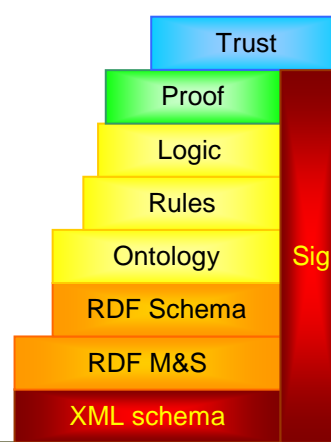 Trust
Proof
Logic
Rules
Ontology
Sig
RDF Schema
RDF M&S
XML schema